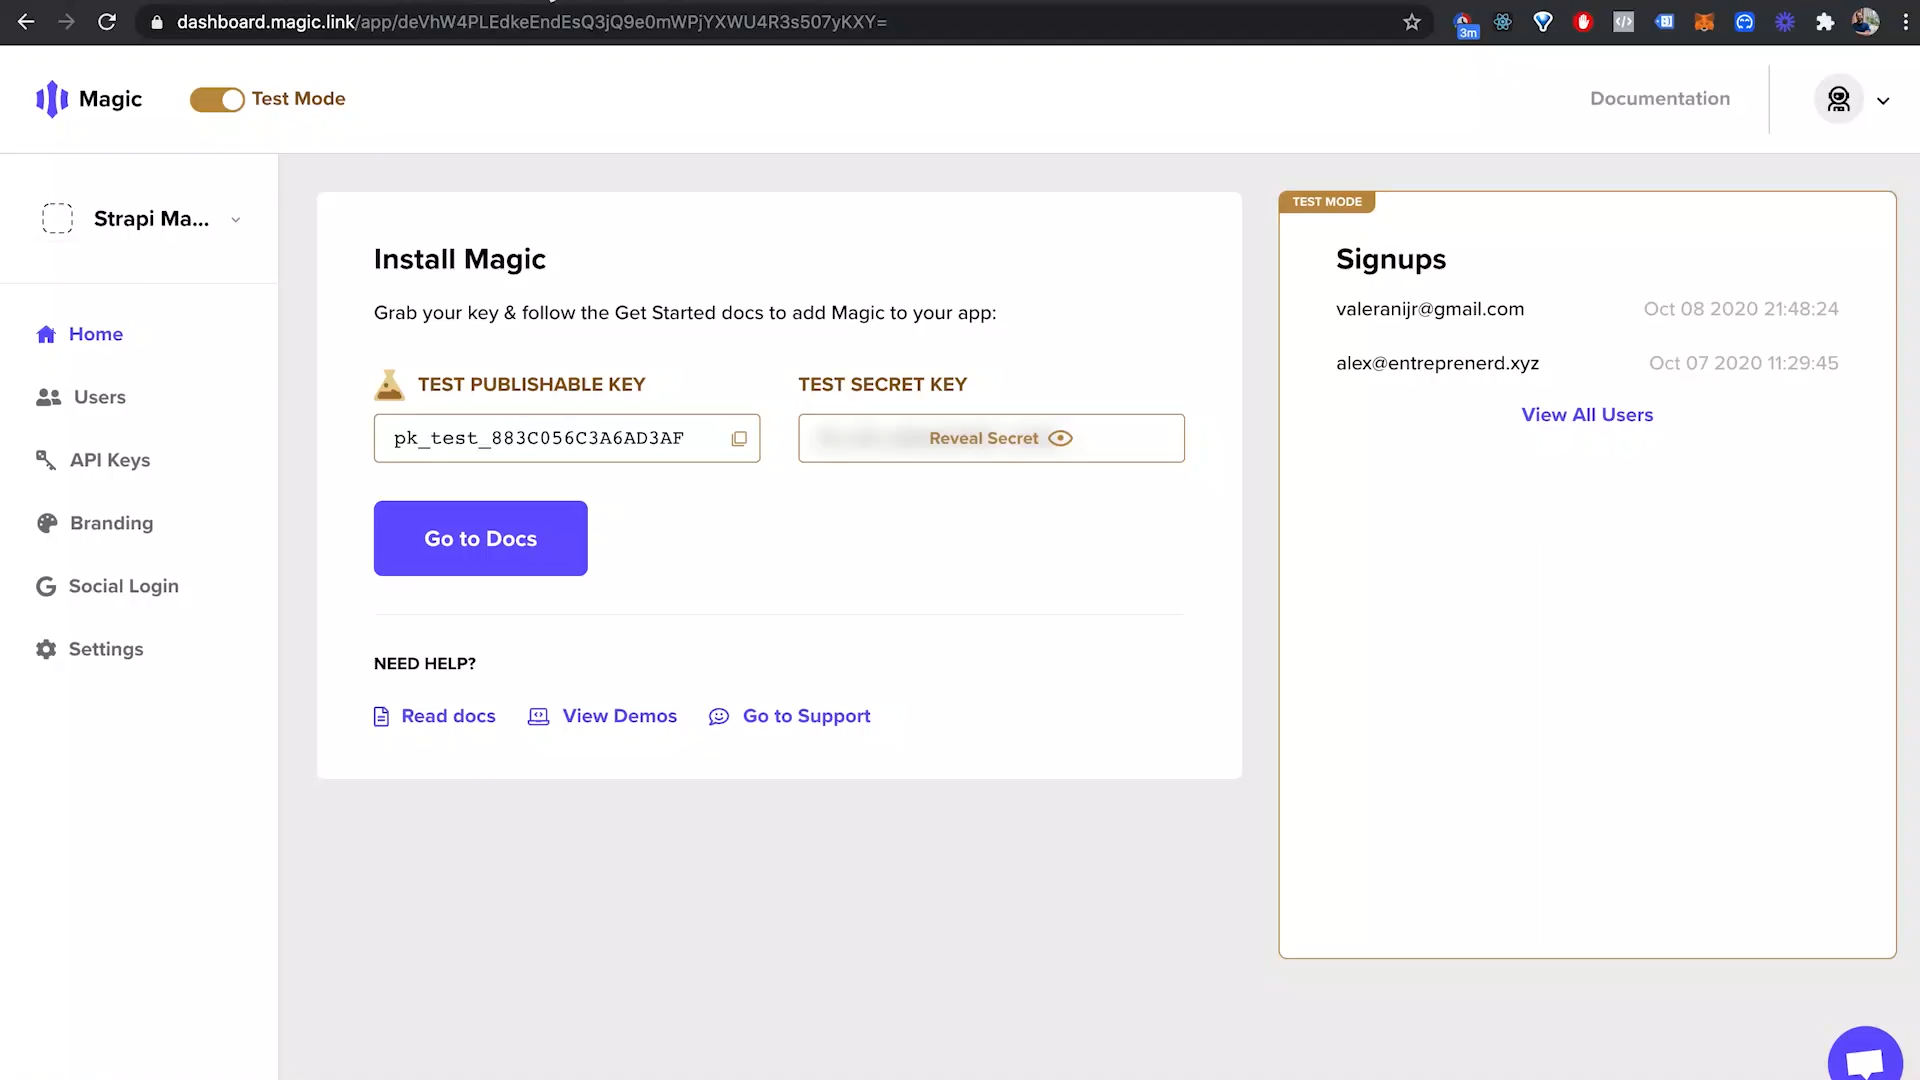 dashboard.magic.link/app/deVhW4PLEdkeEndEsQ3jQ9e0mWPjYXWU4R3s507yKXY=
3m
Magic
Test Mode
Documentation
Strapi Ma...
Home
Users
API Keys
Branding
Social Login
Settings
Install Magic
Grab your key & follow the Get Started docs to add Magic to your app:
TEST PUBLISHABLE KEY
pk_test_883C056C3A6AD3AF
TEST SECRET KEY
Reveal Secret
Go to Docs
NEED HELP?
Read docs
View Demos
Go to Support
TEST MODE
Signups
valeranijr@gmail.com Oct 08 2020 21:48:24
alex@entreprenerd.xyz Oct 07 2020 11:29:45
View All Users